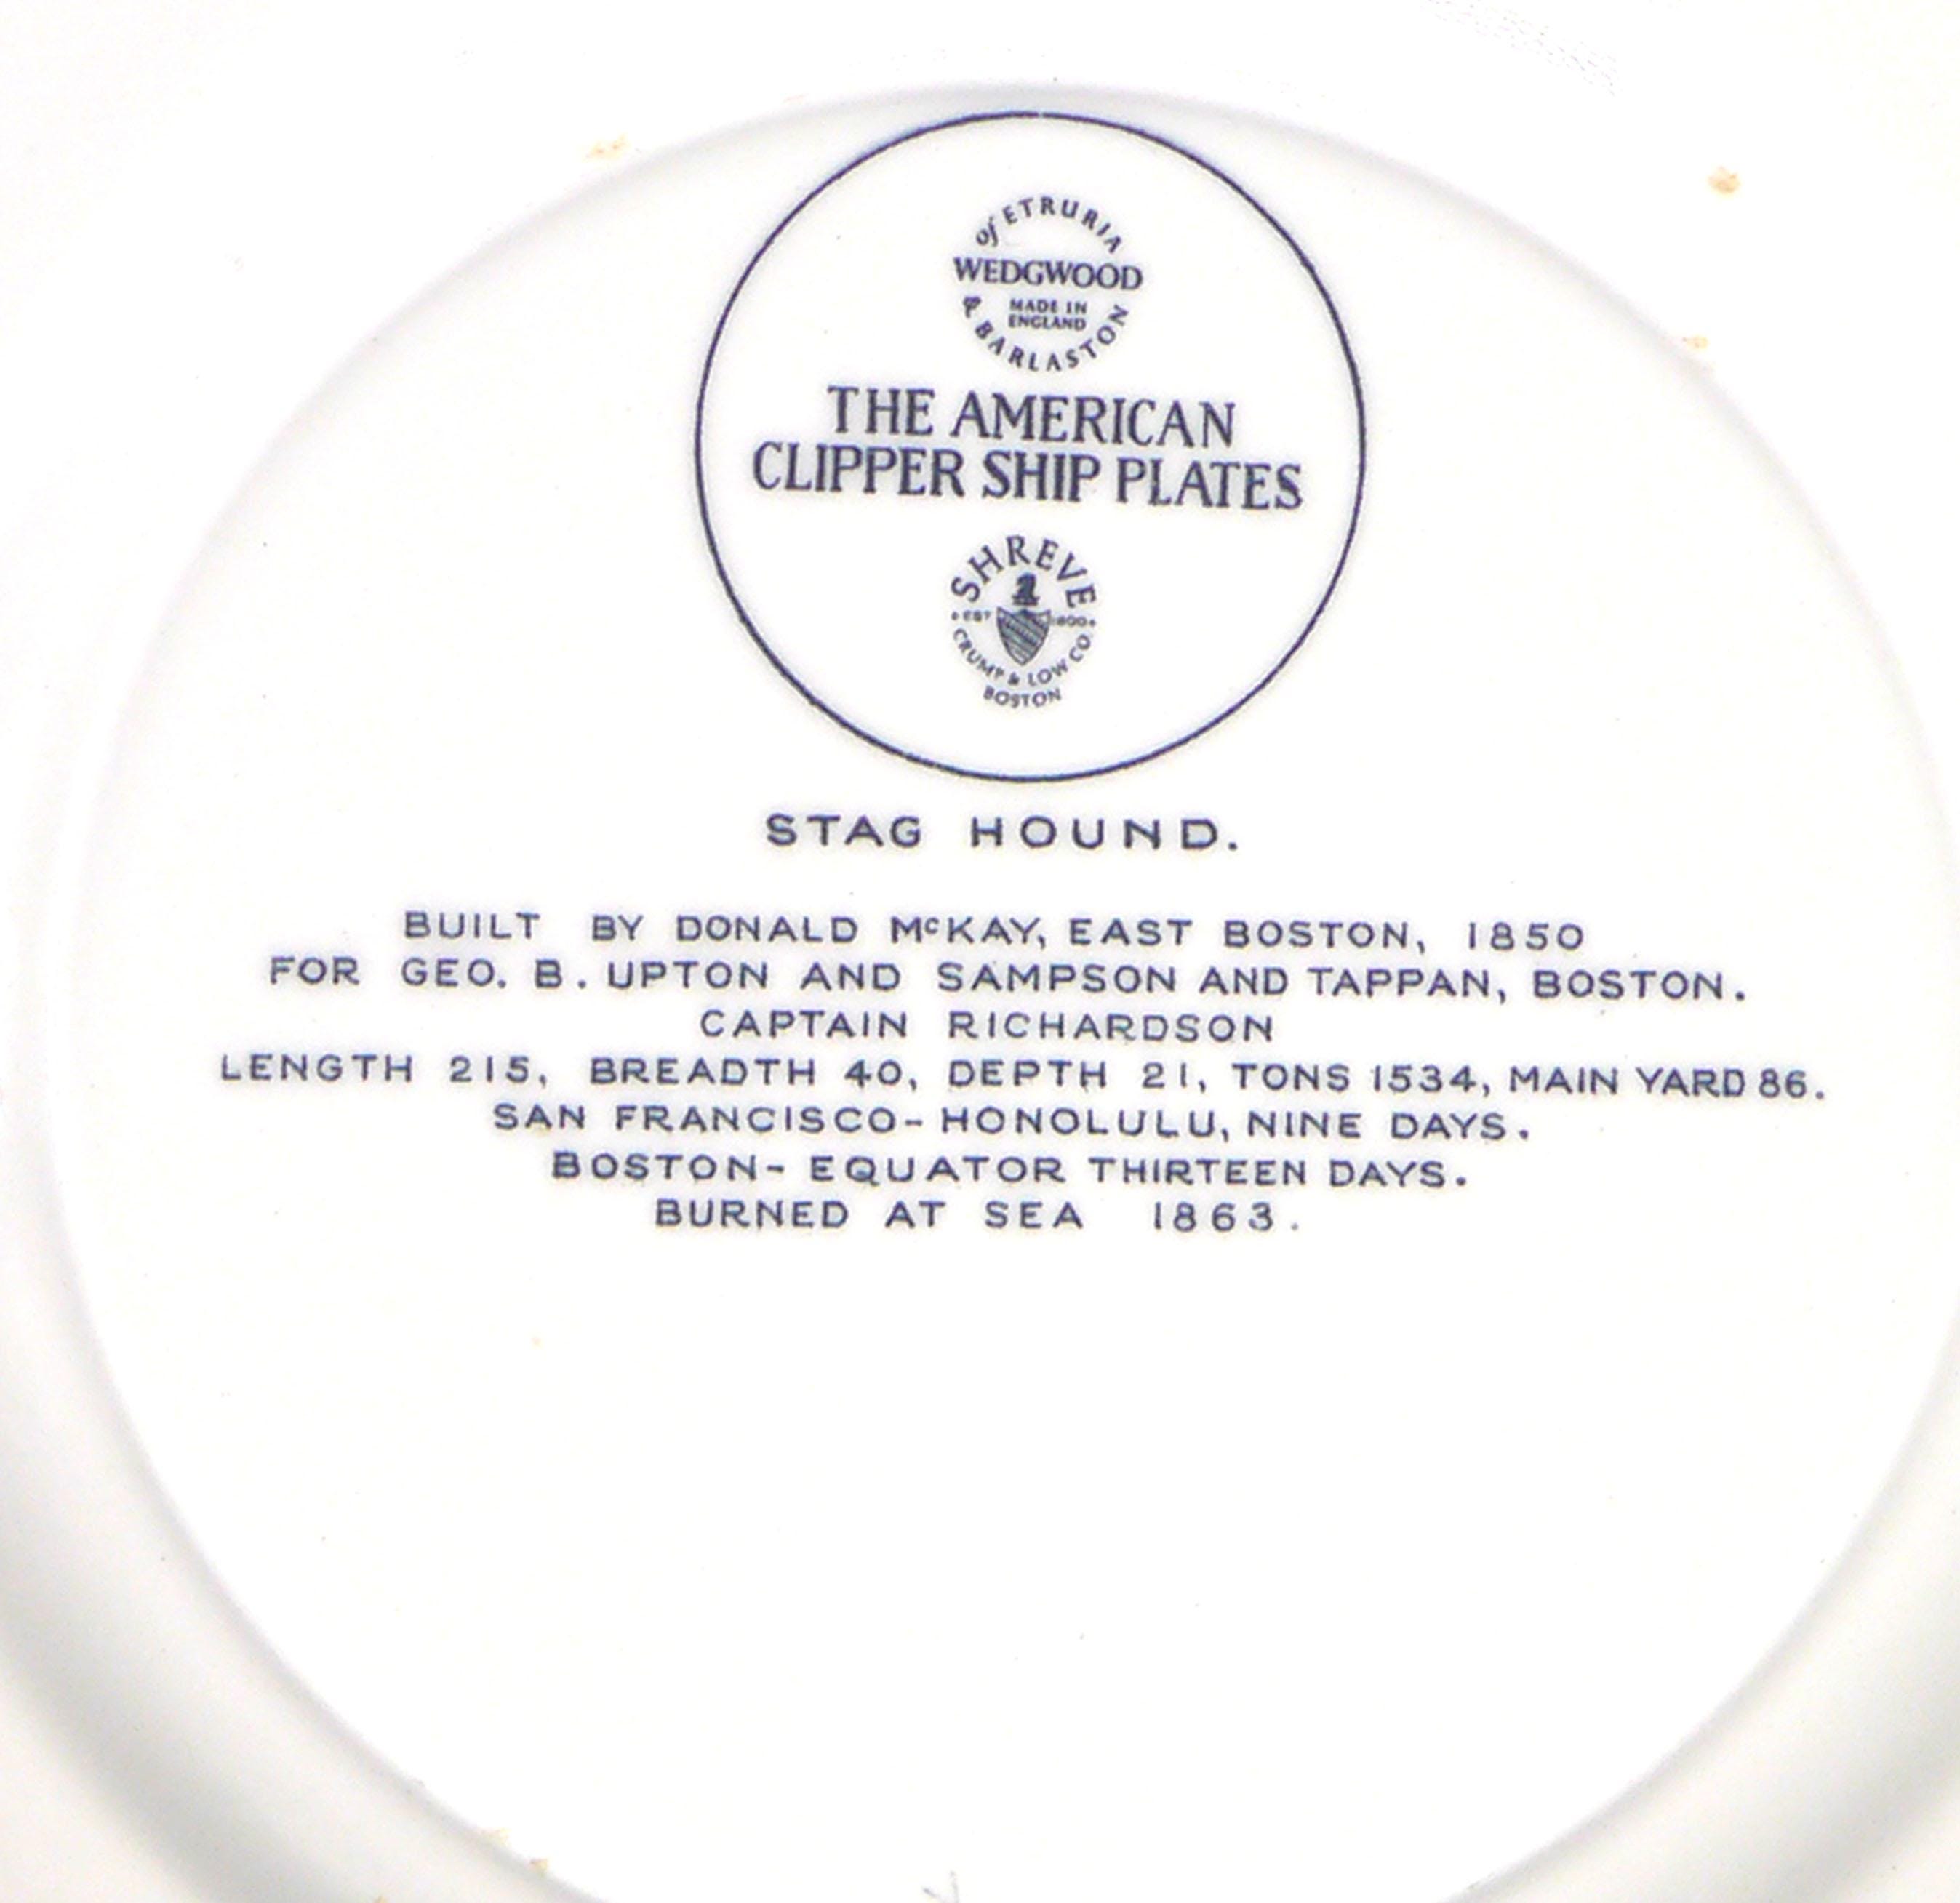 of ETRURIA
WEDGWOOD
MADE IN
ENGLAND
& BARLASTON
THE AMERICAN
CLIPPER SHIP PLATES
SHREVE
EST 1800
CRUMP & LOW CO.
BOSTON
STAG HOUND.
BUILT BY DONALD McKAY, EAST BOSTON, 1850
FOR GEO. B. UPTON AND SAMPSON AND TAPPAN, BOSTON.
CAPTAIN RICHARDSON
LENGTH 215, BREADTH 40, DEPTH 21, TONS 1534, MAIN YARD 86.
SAN FRANCISCO-HONOLULU, NINE DAYS.
BOSTON-EQUATOR THIRTEEN DAYS.
BURNED AT SEA 1863.